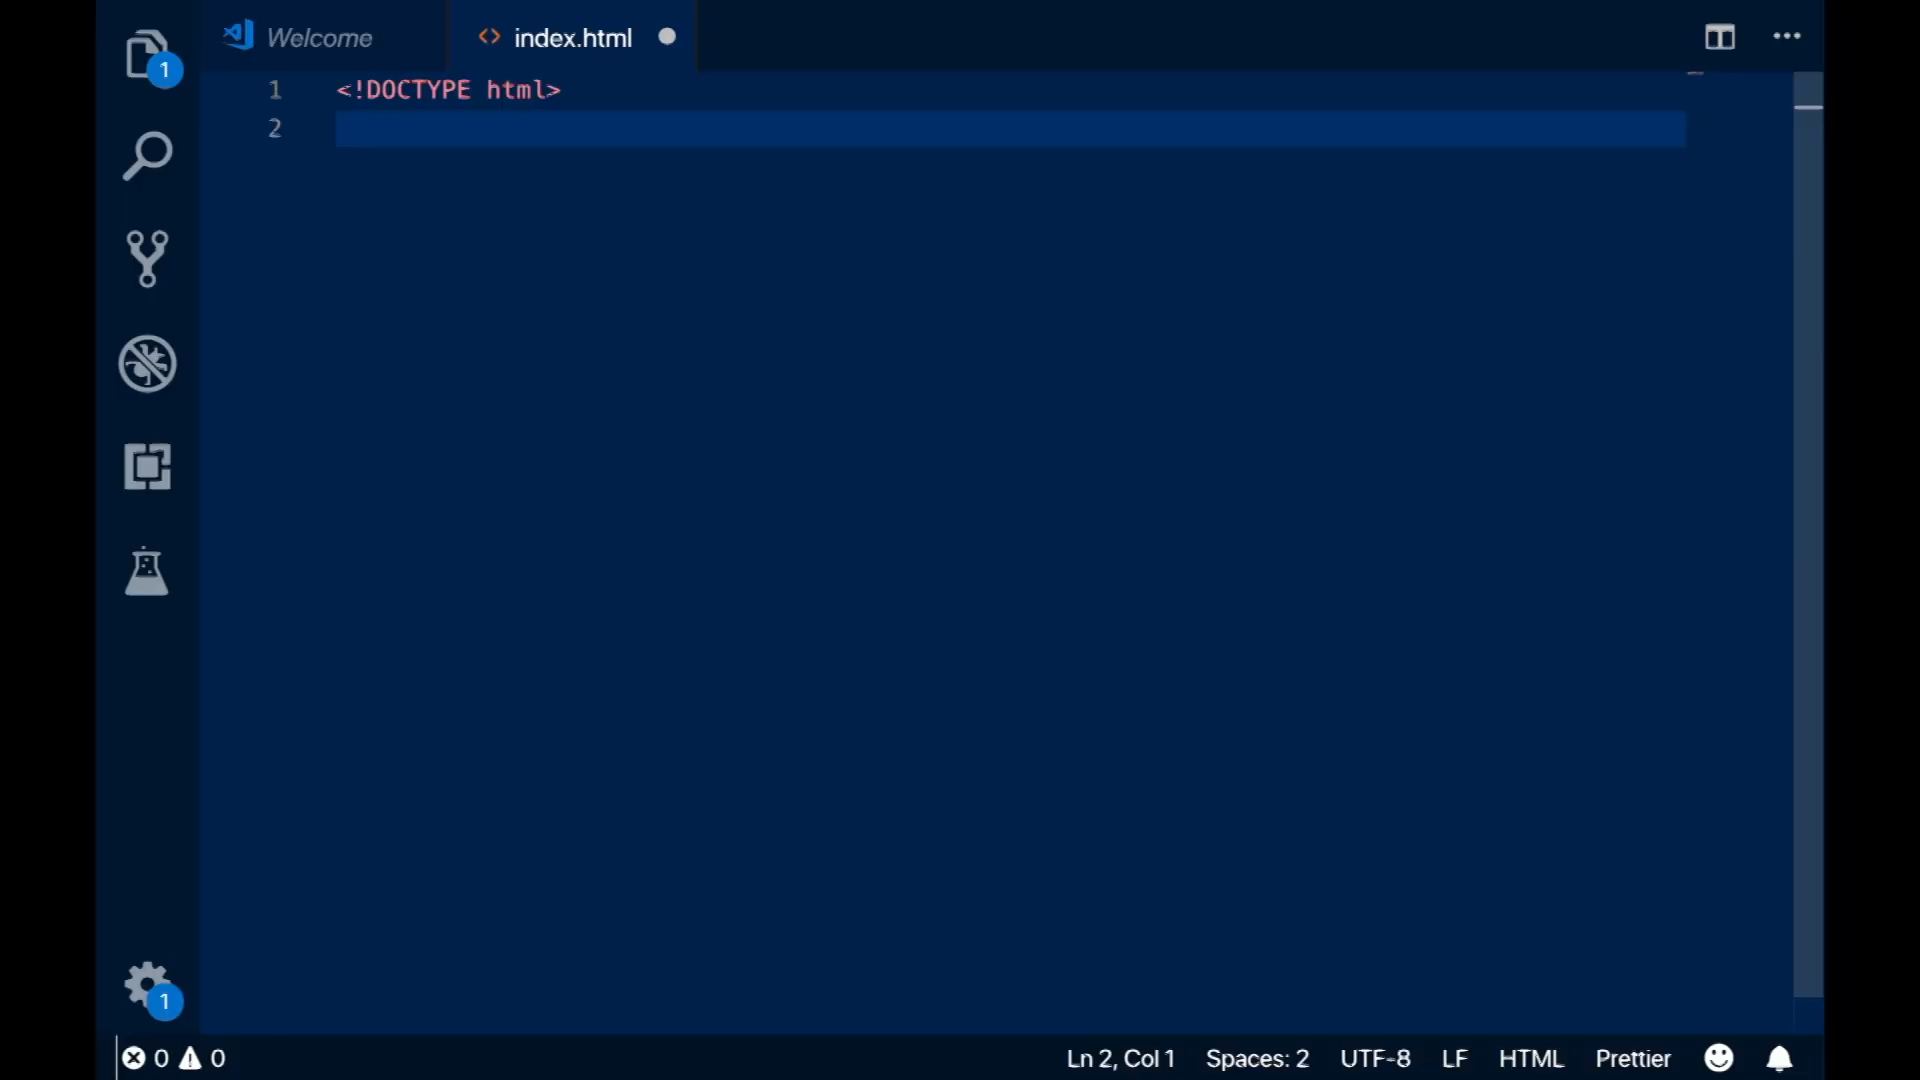 1
Welcome
index.html
1 <!DOCTYPE html>
2
1
0 0
Ln 2, Col 1 Spaces: 2 UTF-8 LF HTML Prettier